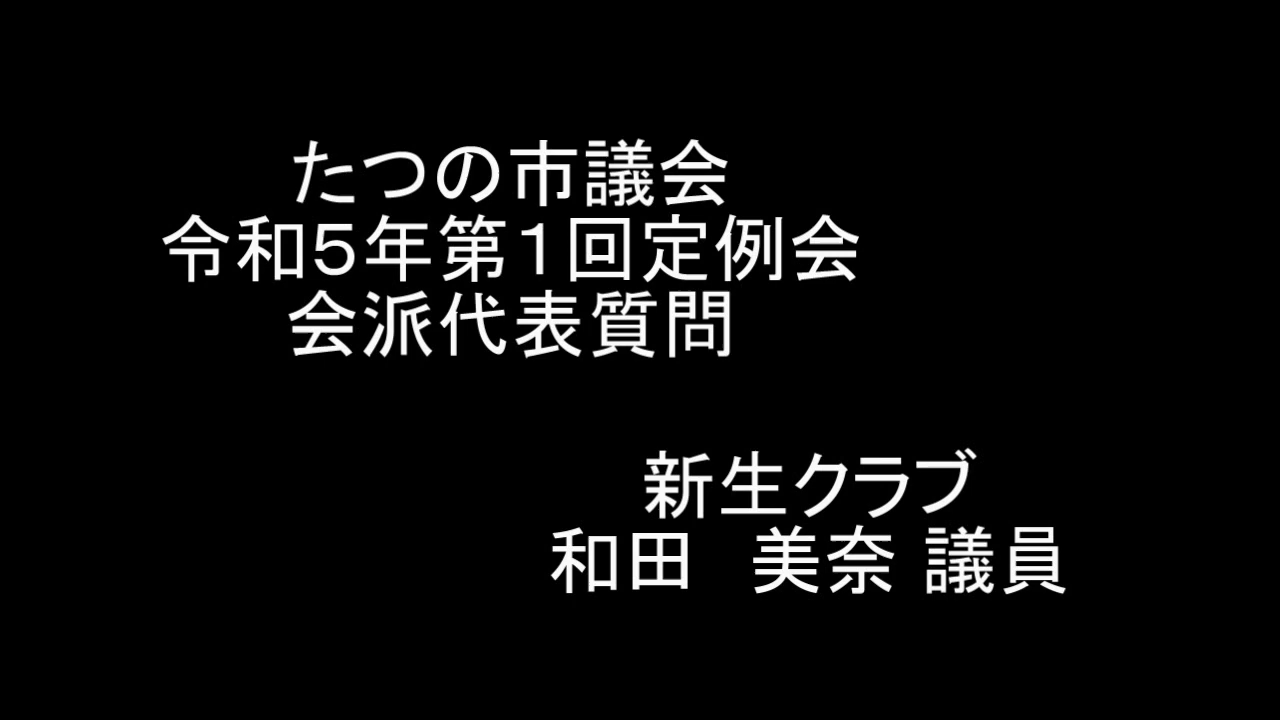 たつの市議会
令和５年第１回定例会
会派代表質問
新生クラブ
和田　美奈 議員